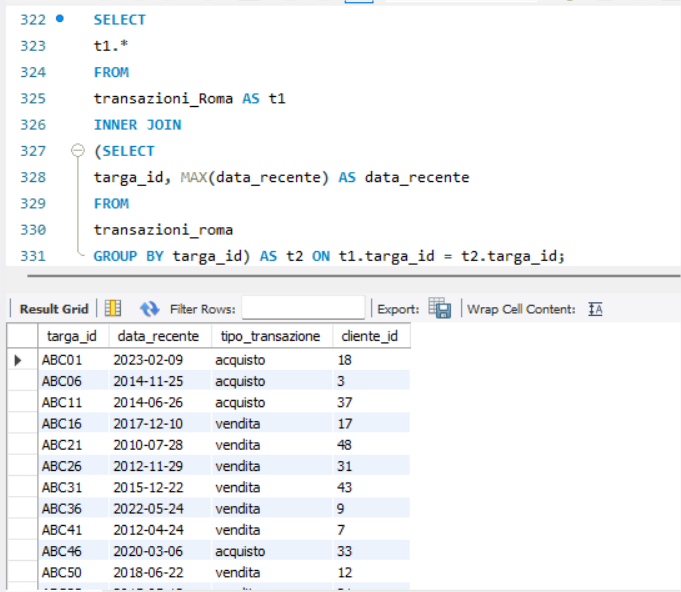 322 SELECT
323 t1.*
324 FROM
325 transazioni_Roma AS t1
326 INNER JOIN
327 (SELECT
328 targa_id, MAX(data_recente) AS data_recente
329 FROM
330 transazioni_roma
331 GROUP BY targa_id) AS t2 ON t1.targa_id = t2.targa_id;
Result Grid Filter Rows: Export: Wrap Cell Content: IA
targa_id data_recente tipo_transazione cliente_id
ABC01 2023-02-09 acquisto 18
ABC06 2014-11-25 acquisto 3
ABC11 2014-06-26 acquisto 37
ABC16 2017-12-10 vendita 17
ABC21 2010-07-28 vendita 48
ABC26 2012-11-29 vendita 31
ABC31 2015-12-22 vendita 43
ABC36 2022-05-24 vendita 9
ABC41 2012-04-24 vendita 7
ABC46 2020-03-06 acquisto 33
ABC50 2018-06-22 vendita 12